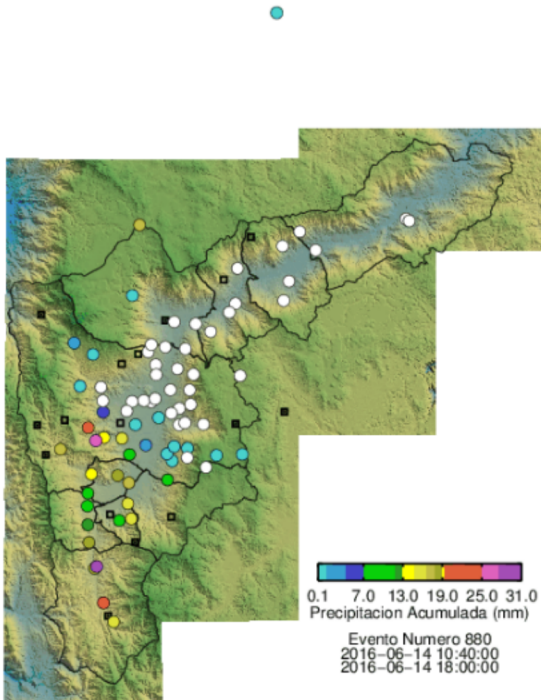 0.1 7.0 13.0 19.0 25.0 31.0
Precipitacion Acumulada (mm)
Evento Numero 880
2016-06-14 10:40:00
2016-06-14 18:00:00